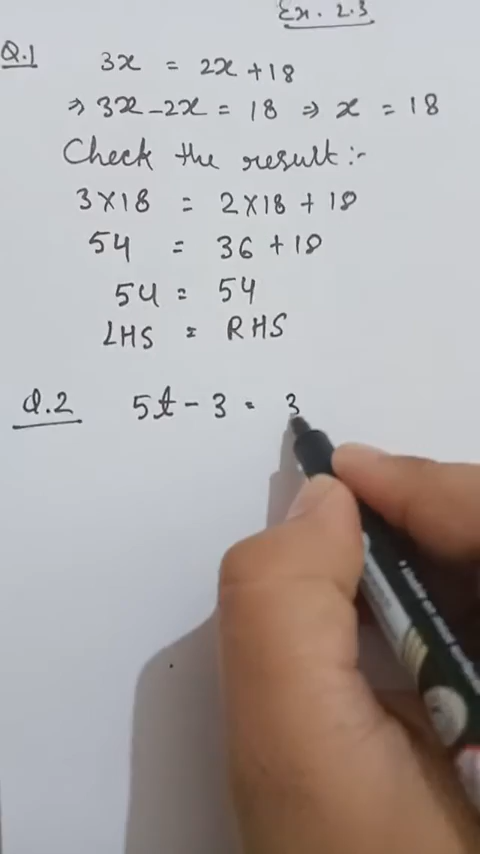 Ex. 2.3
Q.1 3x = 2x + 18
⇒ 3x - 2x = 18 ⇒ x = 18
Check the result :-
3 × 18 = 2 × 18 + 18
54 = 36 + 18
54 = 54
LHS = RHS
Q.2 5t - 3 = 3